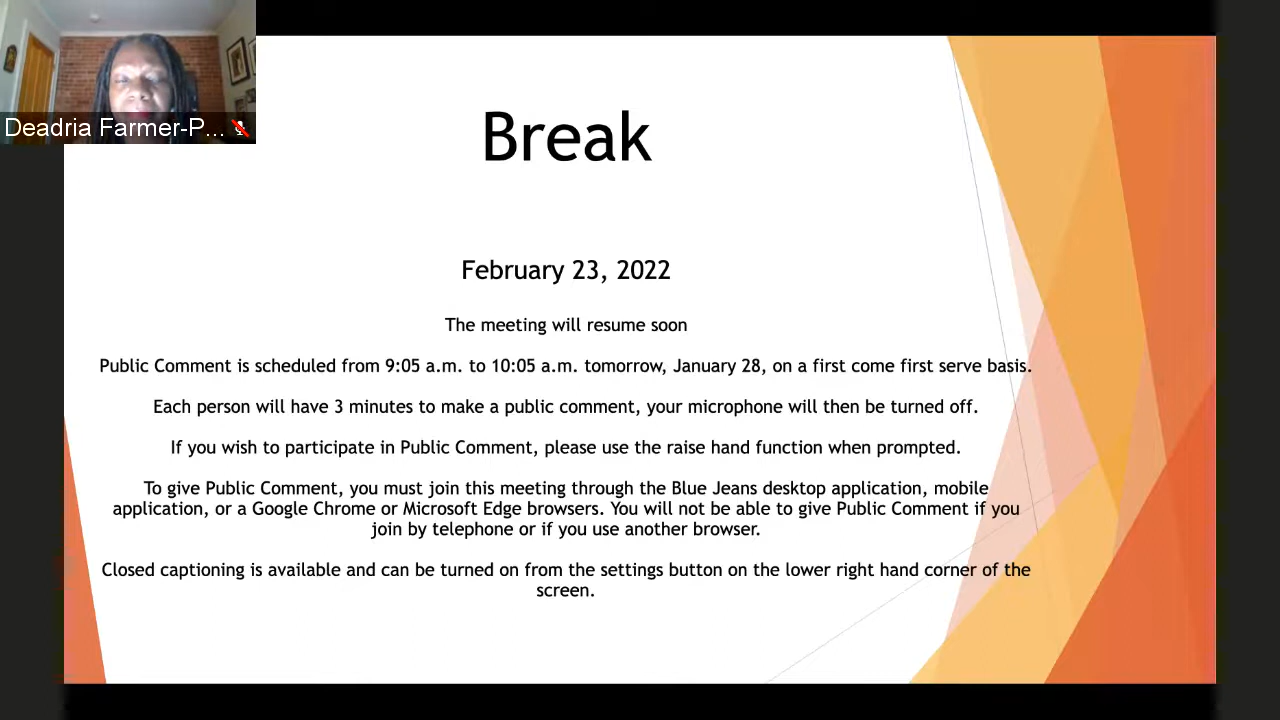 Deadria Farmer-P...
Break
February 23, 2022
The meeting will resume soon
Public Comment is scheduled from 9:05 a.m. to 10:05 a.m. tomorrow, January 28, on a first come first serve basis.
Each person will have 3 minutes to make a public comment, your microphone will then be turned off.
If you wish to participate in Public Comment, please use the raise hand function when prompted.
To give Public Comment, you must join this meeting through the Blue Jeans desktop application, mobile
application, or a Google Chrome or Microsoft Edge browsers. You will not be able to give Public Comment if you
join by telephone or if you use another browser.
Closed captioning is available and can be turned on from the settings button on the lower right hand corner of the
screen.